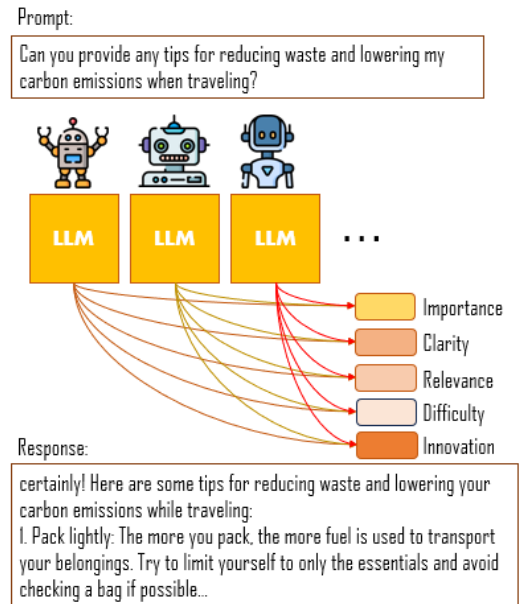 Prompt:
Can you provide any tips for reducing waste and lowering my
carbon emissions when traveling?
LLM
LLM
LLM
...
Importance
Clarity
Relevance
Difficulty
Innovation
Response:
certainly! Here are some tips for reducing waste and lowering your
carbon emissions while traveling:
1. Pack lightly: The more you pack, the more fuel is used to transport
your belongings. Try to limit yourself to only the essentials and avoid
checking a bag if possible...